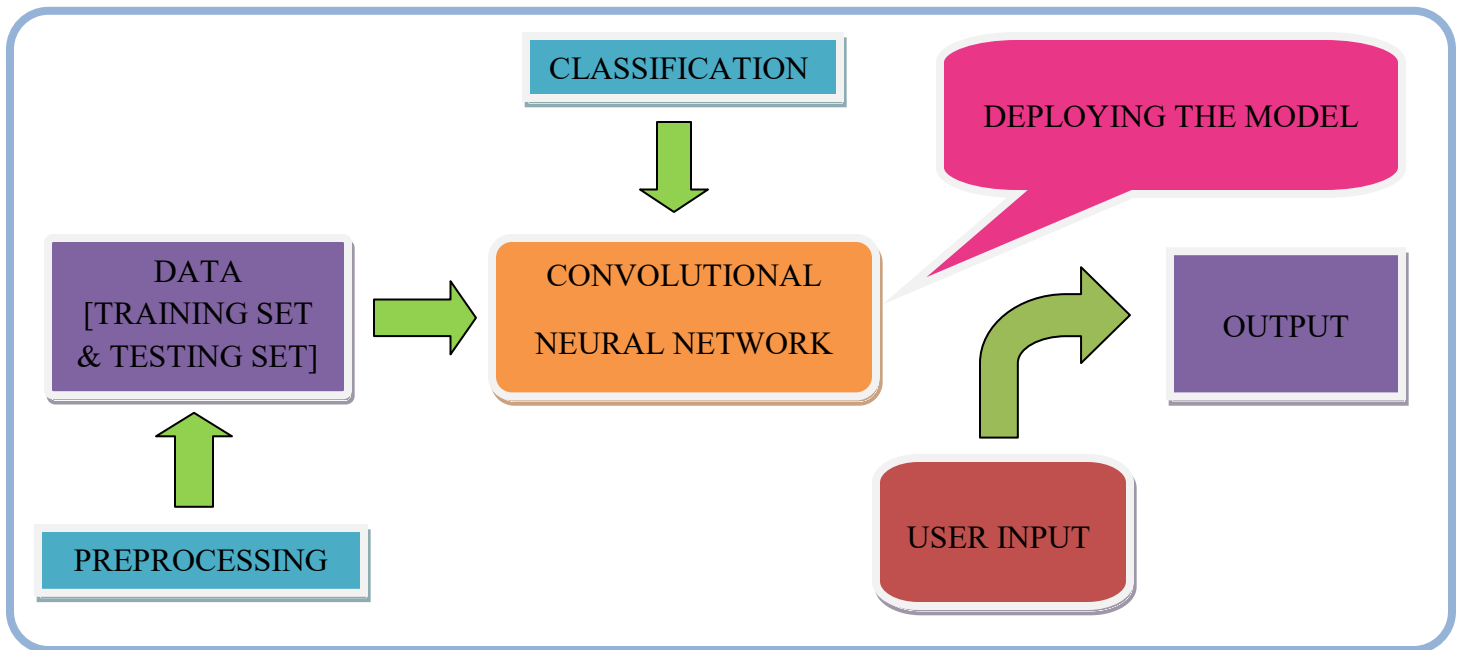 CLASSIFICATION
DEPLOYING THE MODEL
DATA
[TRAINING SET
& TESTING SET]
CONVOLUTIONAL
NEURAL NETWORK
OUTPUT
PREPROCESSING
USER INPUT